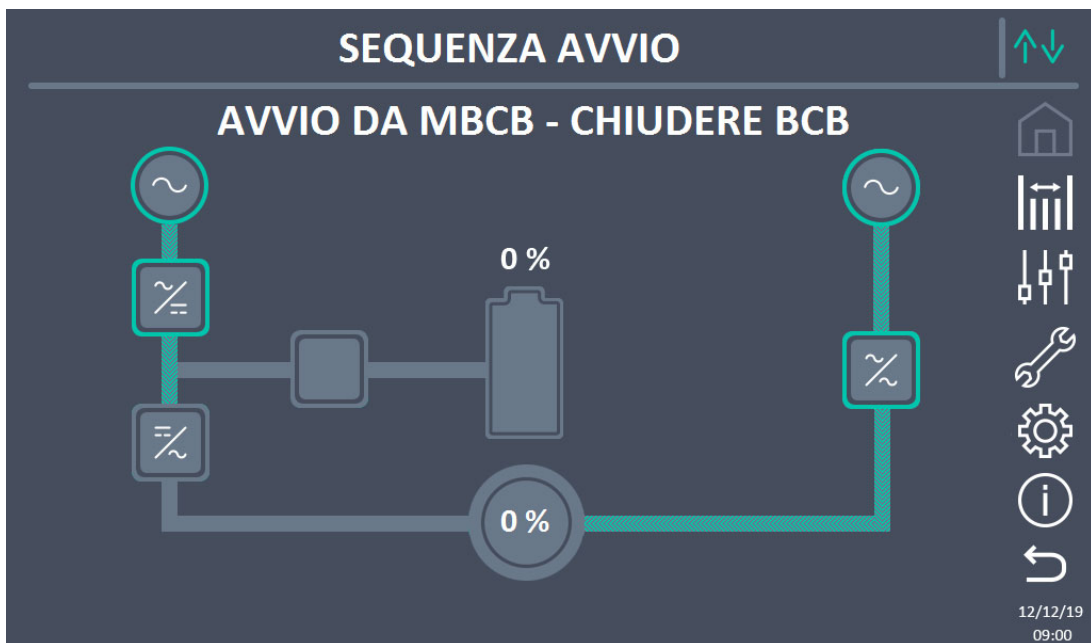 SEQUENZA AVVIO
AVVIO DA MBCB - CHIUDERE BCB
0 %
0 %
12/12/19
09:00